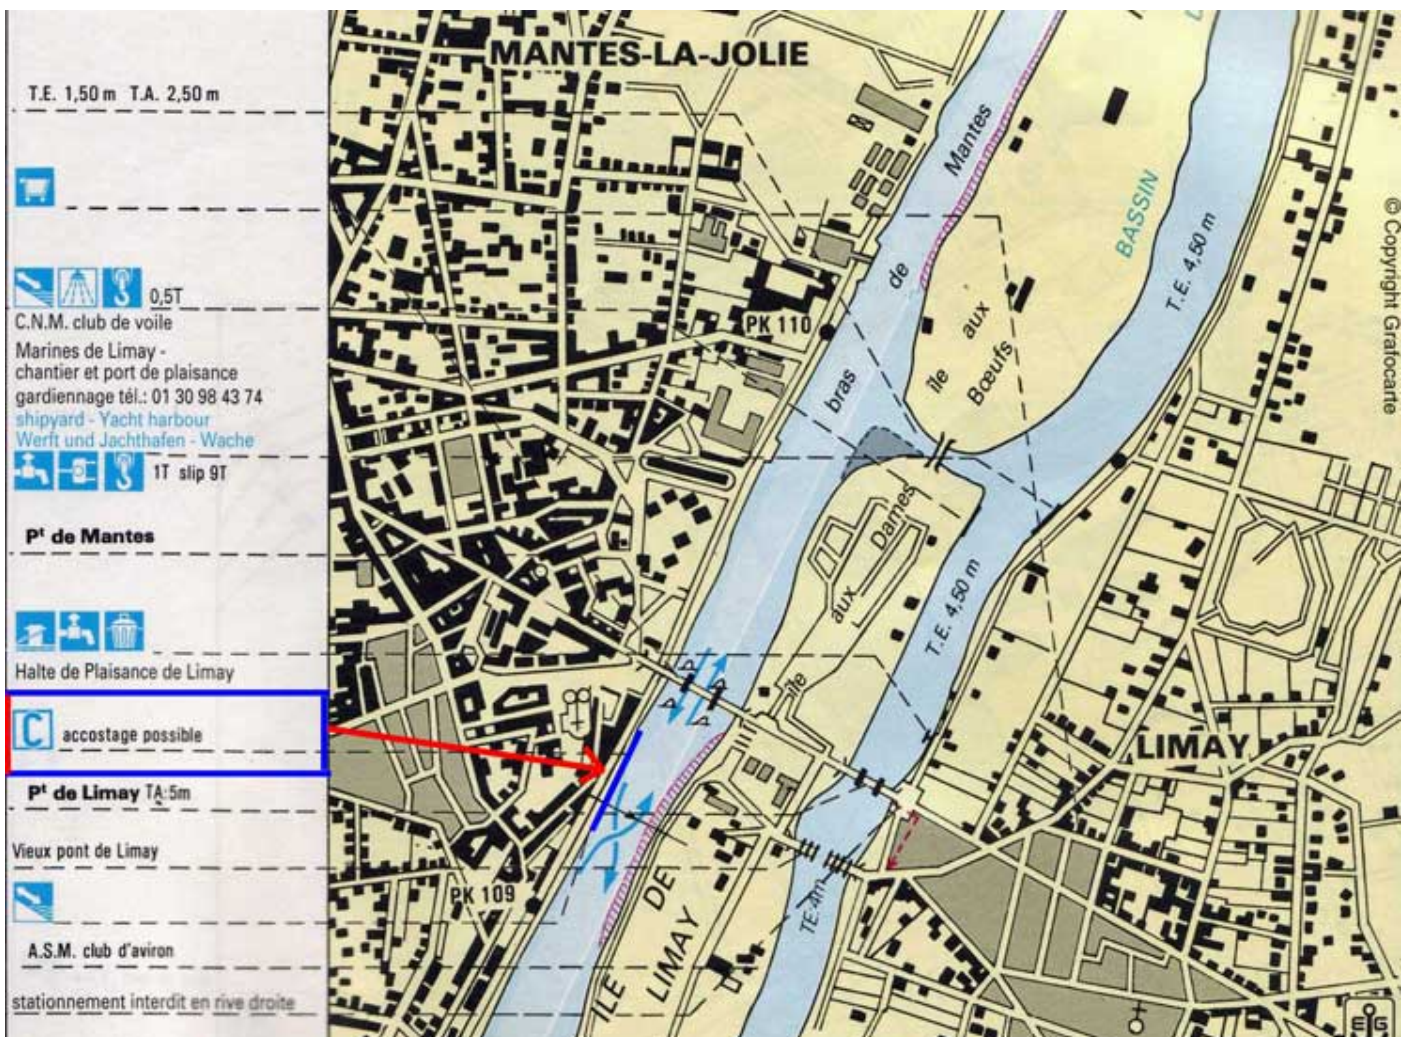 T.E. 1,50 m T.A. 2,50 m
0,5T
C.N.M. club de voile
Marines de Limay -
chantier et port de plaisance
gardiennage tél.: 01 30 98 43 74
shipyard - Yacht harbour
Werft und Jachthafen - Wache
1T slip 9T
Pt de Mantes
Halte de Plaisance de Limay
C accostage possible
Pt de Limay TA:5m
Vieux pont de Limay
A.S.M. club d'aviron
stationnement interdit en rive droite
MANTES-LA-JOLIE
bras de Mantes
BASSIN
T.E. 4,50 m
© Copyright Grafocarte
PK 110
île aux Bœufs
île aux Dames
T.E. 4,50 m
LIMAY
PK 109
ILE DE LIMAY
TE:4m